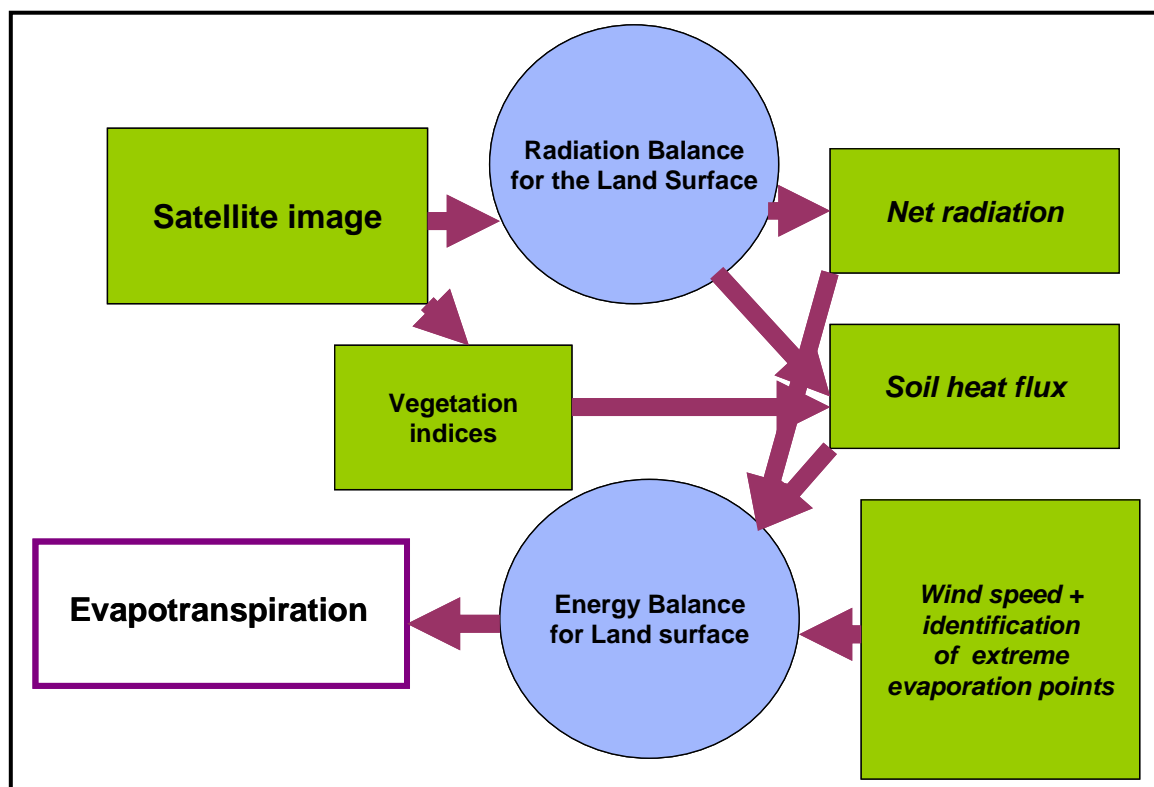 Radiation Balance
for the Land Surface
Satellite image
Net radiation
Vegetation
indices
Soil heat flux
Evapotranspiration
Energy Balance
for Land surface
Wind speed +
identification
of extreme
evaporation points